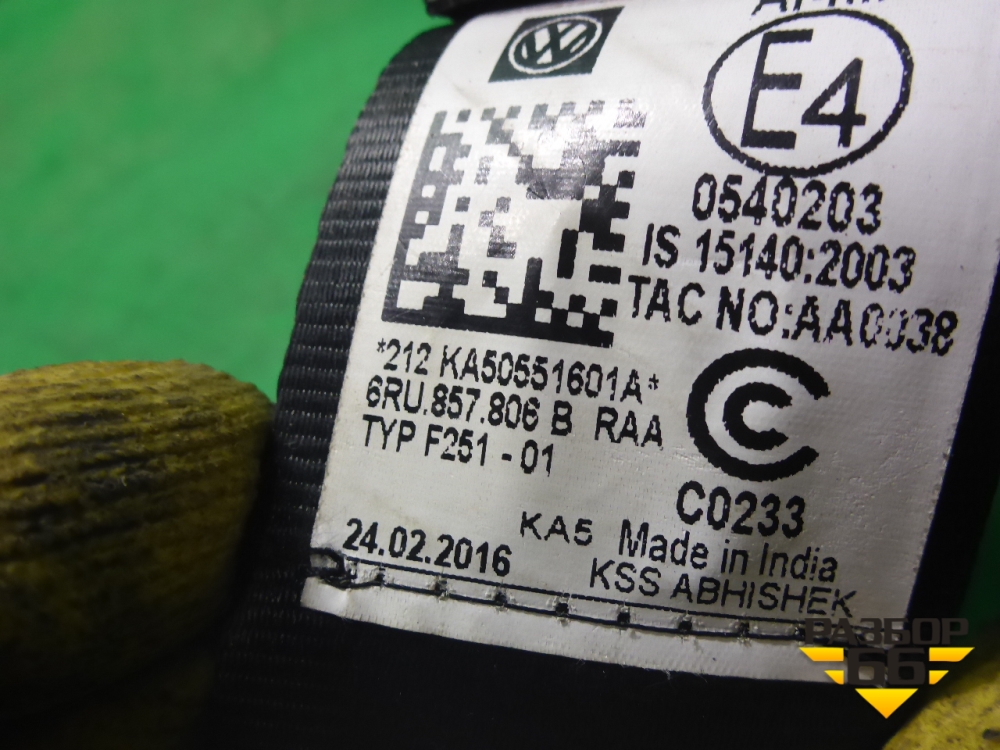 E4
0540203
IS 15140:2003
TAC NO:AA0038
*212 KA50551601A*
6RU.857.806 B RAA
TYP F251 - 01
C0233
24.02.2016
KA5 Made in India
KSS ABHISHEK
РАЗБОР
66